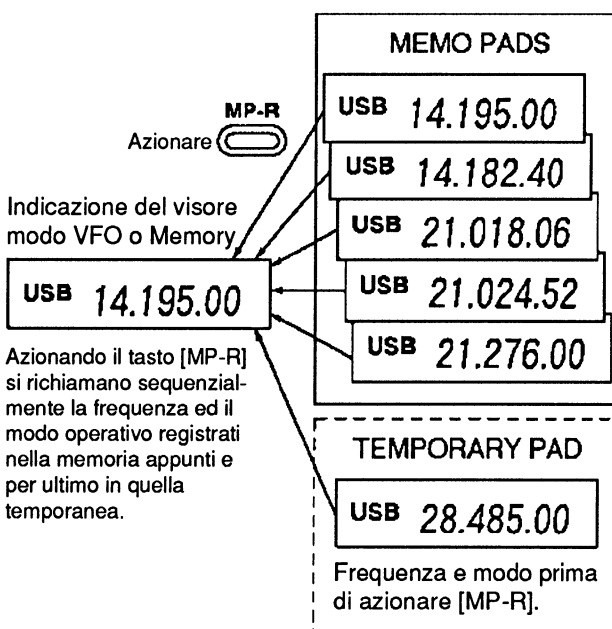 MEMO PADS
USB 14.195.00
USB 14.182.40
USB 21.018.06
USB 21.024.52
USB 21.276.00
MP-R
Azionare
Indicazione del visore
modo VFO o Memory
USB 14.195.00
Azionando il tasto [MP-R]
si richiamano sequenzial-
mente la frequenza ed il
modo operativo registrati
nella memoria appunti e
per ultimo in quella
temporanea.
TEMPORARY PAD
USB 28.485.00
Frequenza e modo prima
di azionare [MP-R].